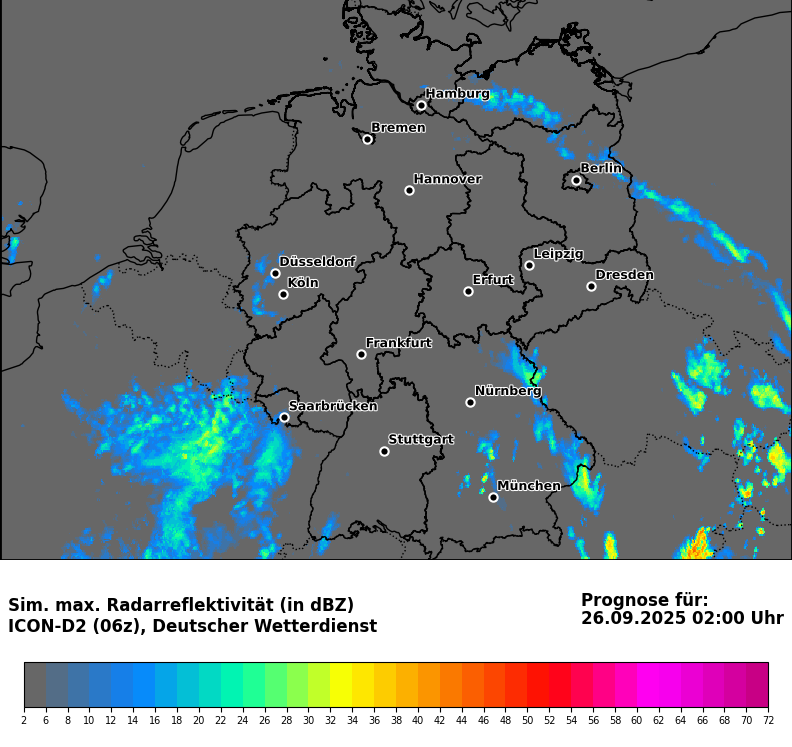 Hamburg
Bremen
Berlin
Hannover
Leipzig
Düsseldorf
Dresden
Köln
Erfurt
Frankfurt
Nürnberg
Saarbrücken
Stuttgart
München
Sim. max. Radarreflektivität (in dBZ)
ICON-D2 (06z), Deutscher Wetterdienst
Prognose für:
26.09.2025 02:00 Uhr
2 6 8 10 12 14 16 18 20 22 24 26 28 30 32 34 36 38 40 42 44 46 48 50 52 54 56 58 60 62 64 66 68 70 72